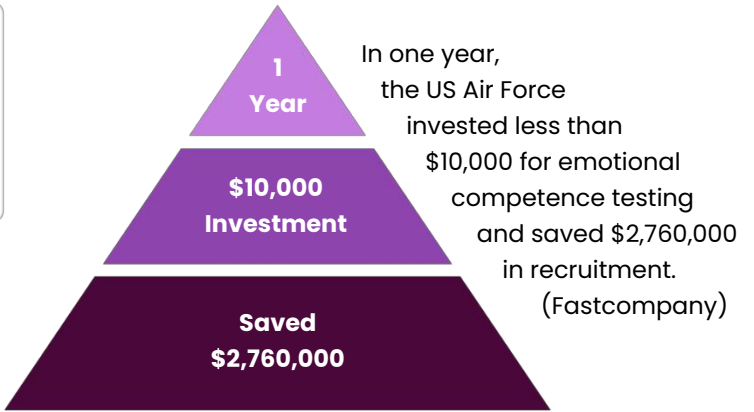 1
Year
$10,000
Investment
Saved
$2,760,000
In one year,
the US Air Force
invested less than
$10,000 for emotional
competence testing
and saved $2,760,000
in recruitment.
(Fastcompany)